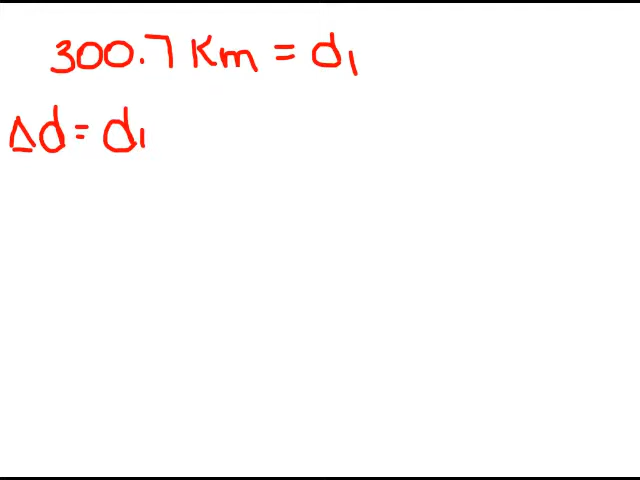 300.7 Km = d₁
Δd = d₁